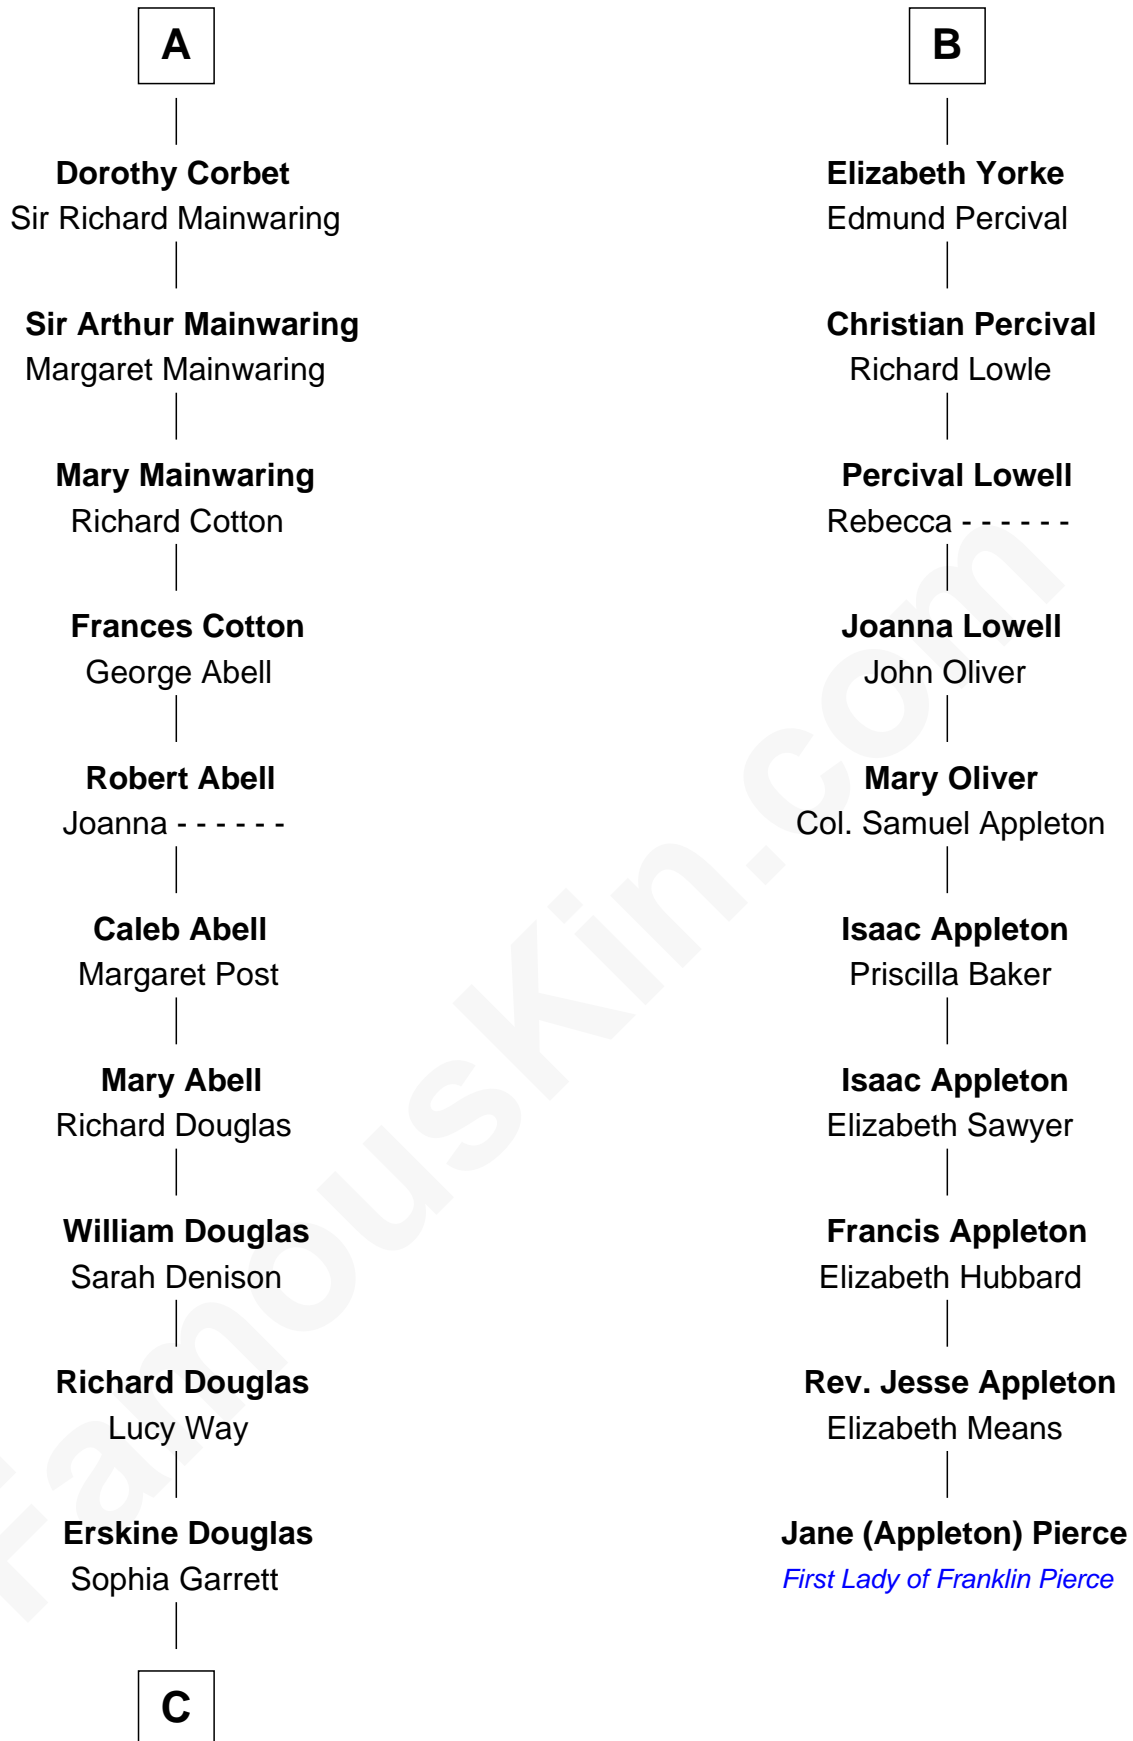 A
Dorothy Corbet
Sir Richard Mainwaring
Sir Arthur Mainwaring
Margaret Mainwaring
Mary Mainwaring
Richard Cotton
Frances Cotton
George Abell
Robert Abell
Joanna - - - - - -
Caleb Abell
Margaret Post
Mary Abell
Richard Douglas
William Douglas
Sarah Denison
Richard Douglas
Lucy Way
Erskine Douglas
Sophia Garrett
C
B
Elizabeth Yorke
Edmund Percival
Christian Percival
Richard Lowle
Percival Lowell
Rebecca - - - - - -
Joanna Lowell
John Oliver
Mary Oliver
Col. Samuel Appleton
Isaac Appleton
Priscilla Baker
Isaac Appleton
Elizabeth Sawyer
Francis Appleton
Elizabeth Hubbard
Rev. Jesse Appleton
Elizabeth Means
Jane (Appleton) Pierce
First Lady of Franklin Pierce
FamousKin.com